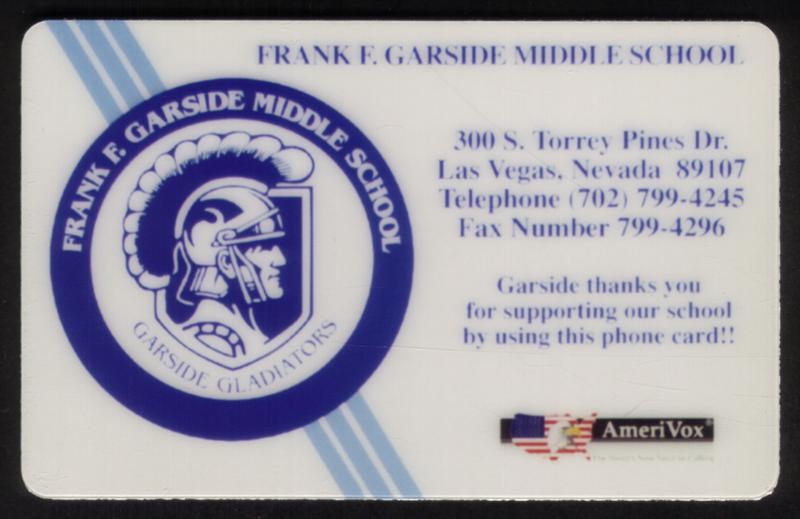 FRANK F. GARSIDE MIDDLE SCHOOL
FRANK F. GARSIDE MIDDLE SCHOOL
GARSIDE GLADIATORS
300 S. Torrey Pines Dr.
Las Vegas, Nevada 89107
Telephone (702) 799-4245
Fax Number 799-4296
Garside thanks you
for supporting our school
by using this phone card!!
AmeriVox®